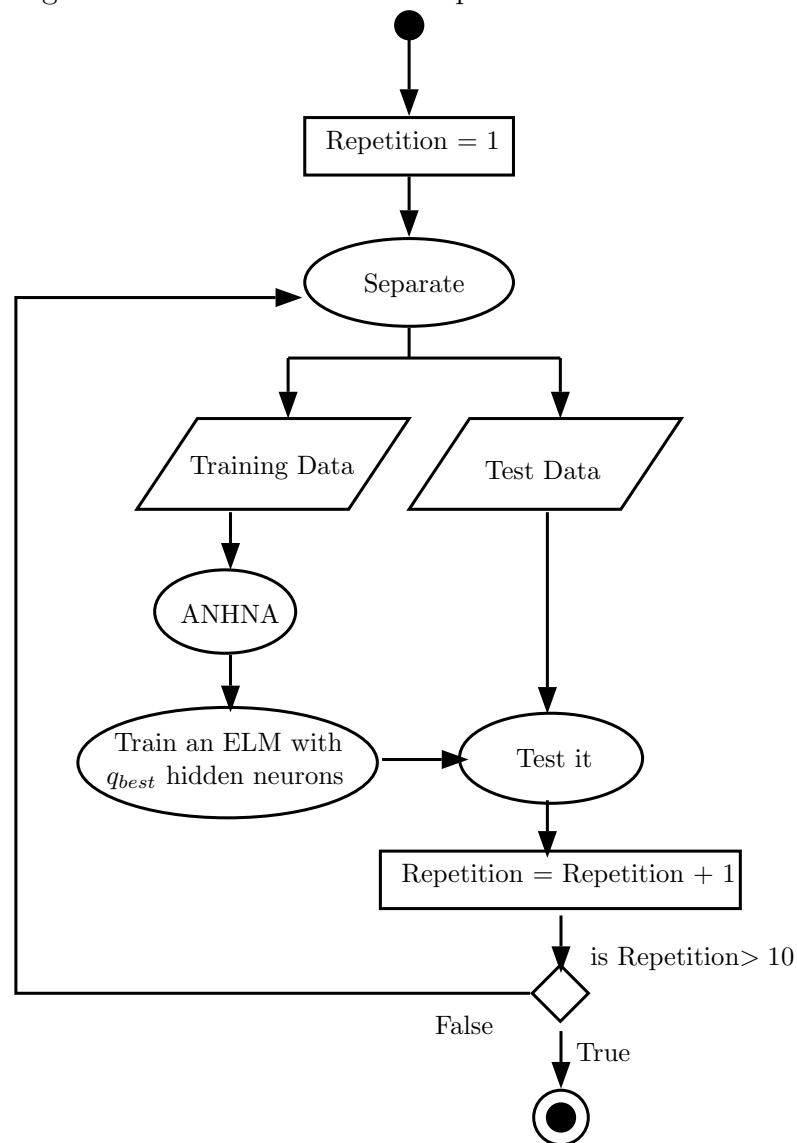 Repetition = 1
Separate
Training Data
Test Data
ANHNA
Train an ELM with
q_best hidden neurons
Test it
Repetition = Repetition + 1
is Repetition> 10
False
True